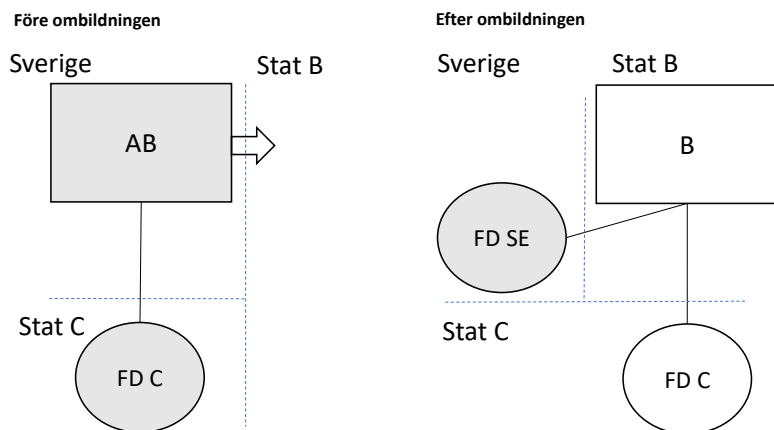 Före ombildningen
Sverige
Stat B
AB
Stat C
FD C
Efter ombildningen
Sverige
Stat B
B
FD SE
Stat C
FD C